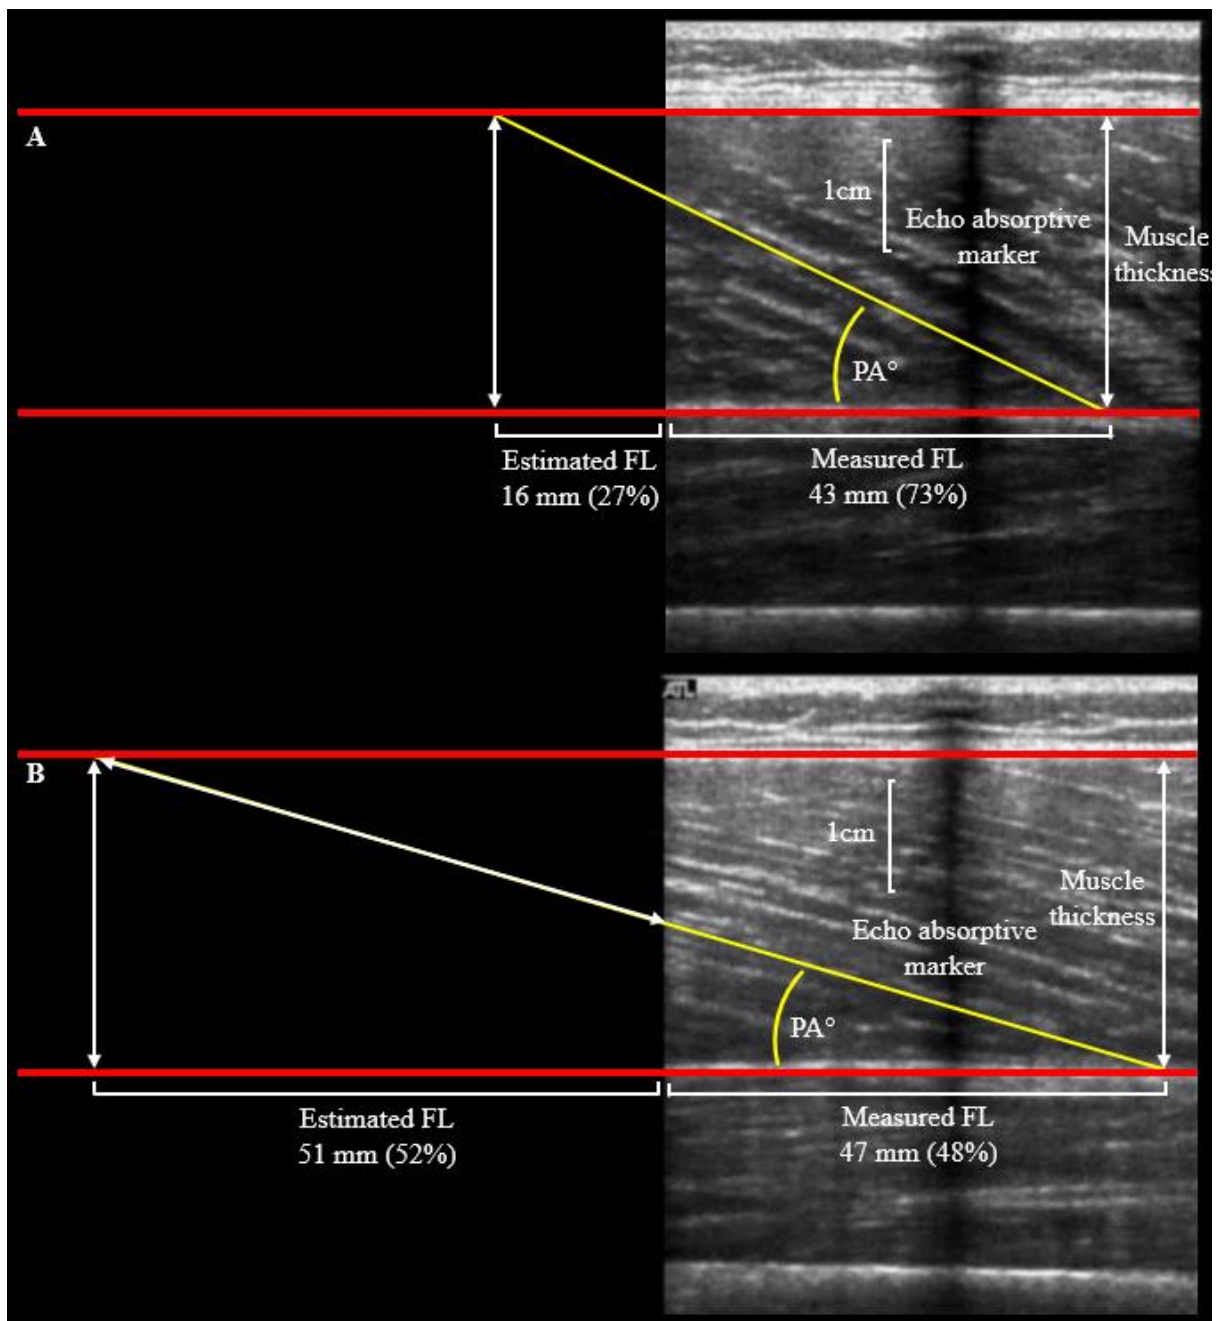 A
1cm
Echo absorptive
marker
Muscle
thickness
PA°
Estimated FL
16 mm (27%)
Measured FL
43 mm (73%)
ATL
B
1cm
Muscle
thickness
Echo absorptive
marker
PA°
Estimated FL
51 mm (52%)
Measured FL
47 mm (48%)